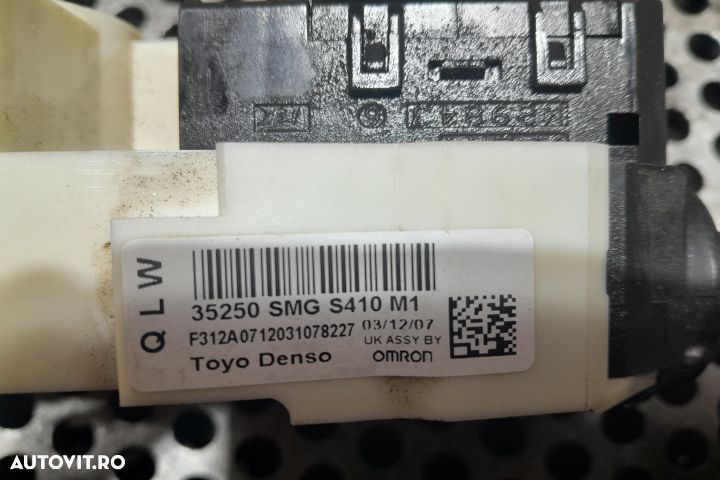 QLW
35250 SMG S410 M1
F312A0712031078227 03/12/07
UK ASSY BY
Toyo Denso OMRON
AUTOVIT.RO